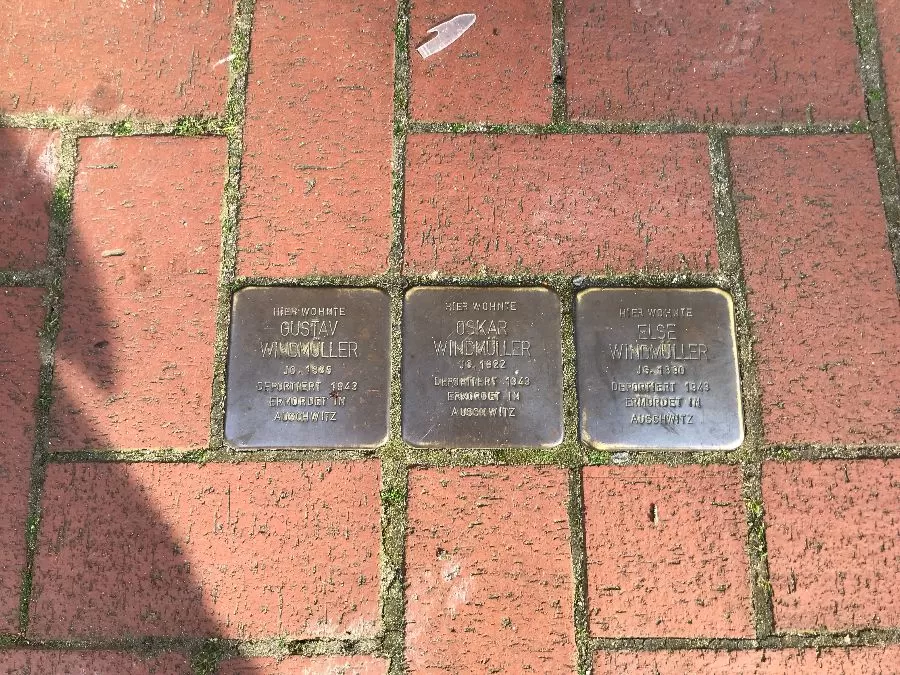 HIER WOHNTE
GUSTAV
WINDMÜLLER
JG.
DEPORTIERT 1943
ERMORDET IN
AUSCHWITZ
HIER WOHNTE
OSKAR
WINDMÜLLER
JG. 1922
DEPORTIERT 1943
ERMORDET IN
AUSCHWITZ
HIER WOHNTE
ELSE
WINDMÜLLER
JG. 1930
DEPORTIERT 1943
ERMORDET IN
AUSCHWITZ